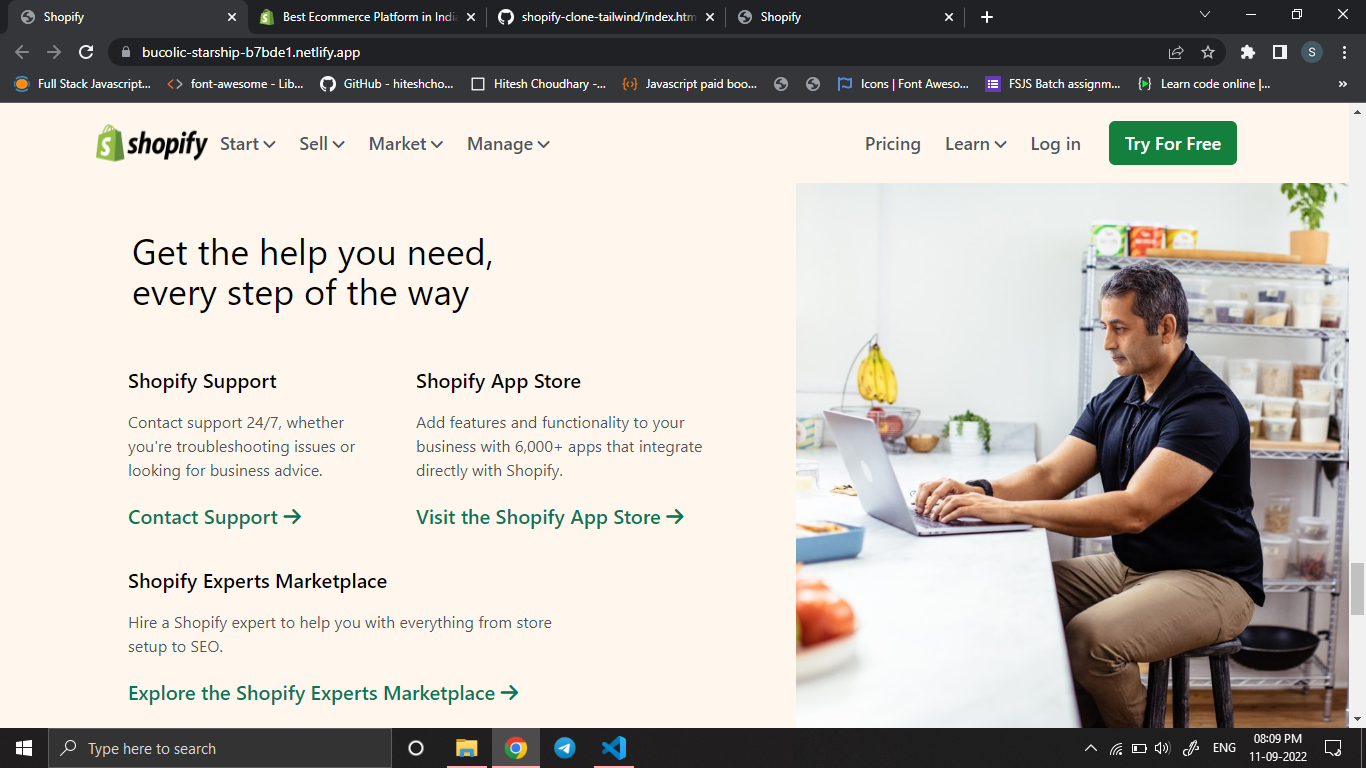 Shopify
Best Ecommerce Platform in India
shopify-clone-tailwind/index.htm
Shopify
bucolic-starship-b7bde1.netlify.app
S
Full Stack Javascript...
font-awesome - Lib...
GitHub - hiteshcho...
Hitesh Choudhary -...
Javascript paid boo...
Icons | Font Aweso...
FSJS Batch assignm...
Learn code online |...
»
shopify
Start
Sell
Market
Manage
Pricing
Learn
Log in
Try For Free
Get the help you need,
every step of the way
Shopify Support
Contact support 24/7, whether
you're troubleshooting issues or
looking for business advice.
Contact Support →
Shopify App Store
Add features and functionality to your
business with 6,000+ apps that integrate
directly with Shopify.
Visit the Shopify App Store →
Shopify Experts Marketplace
Hire a Shopify expert to help you with everything from store
setup to SEO.
Explore the Shopify Experts Marketplace →
Type here to search
ENG
08:09 PM
11-09-2022